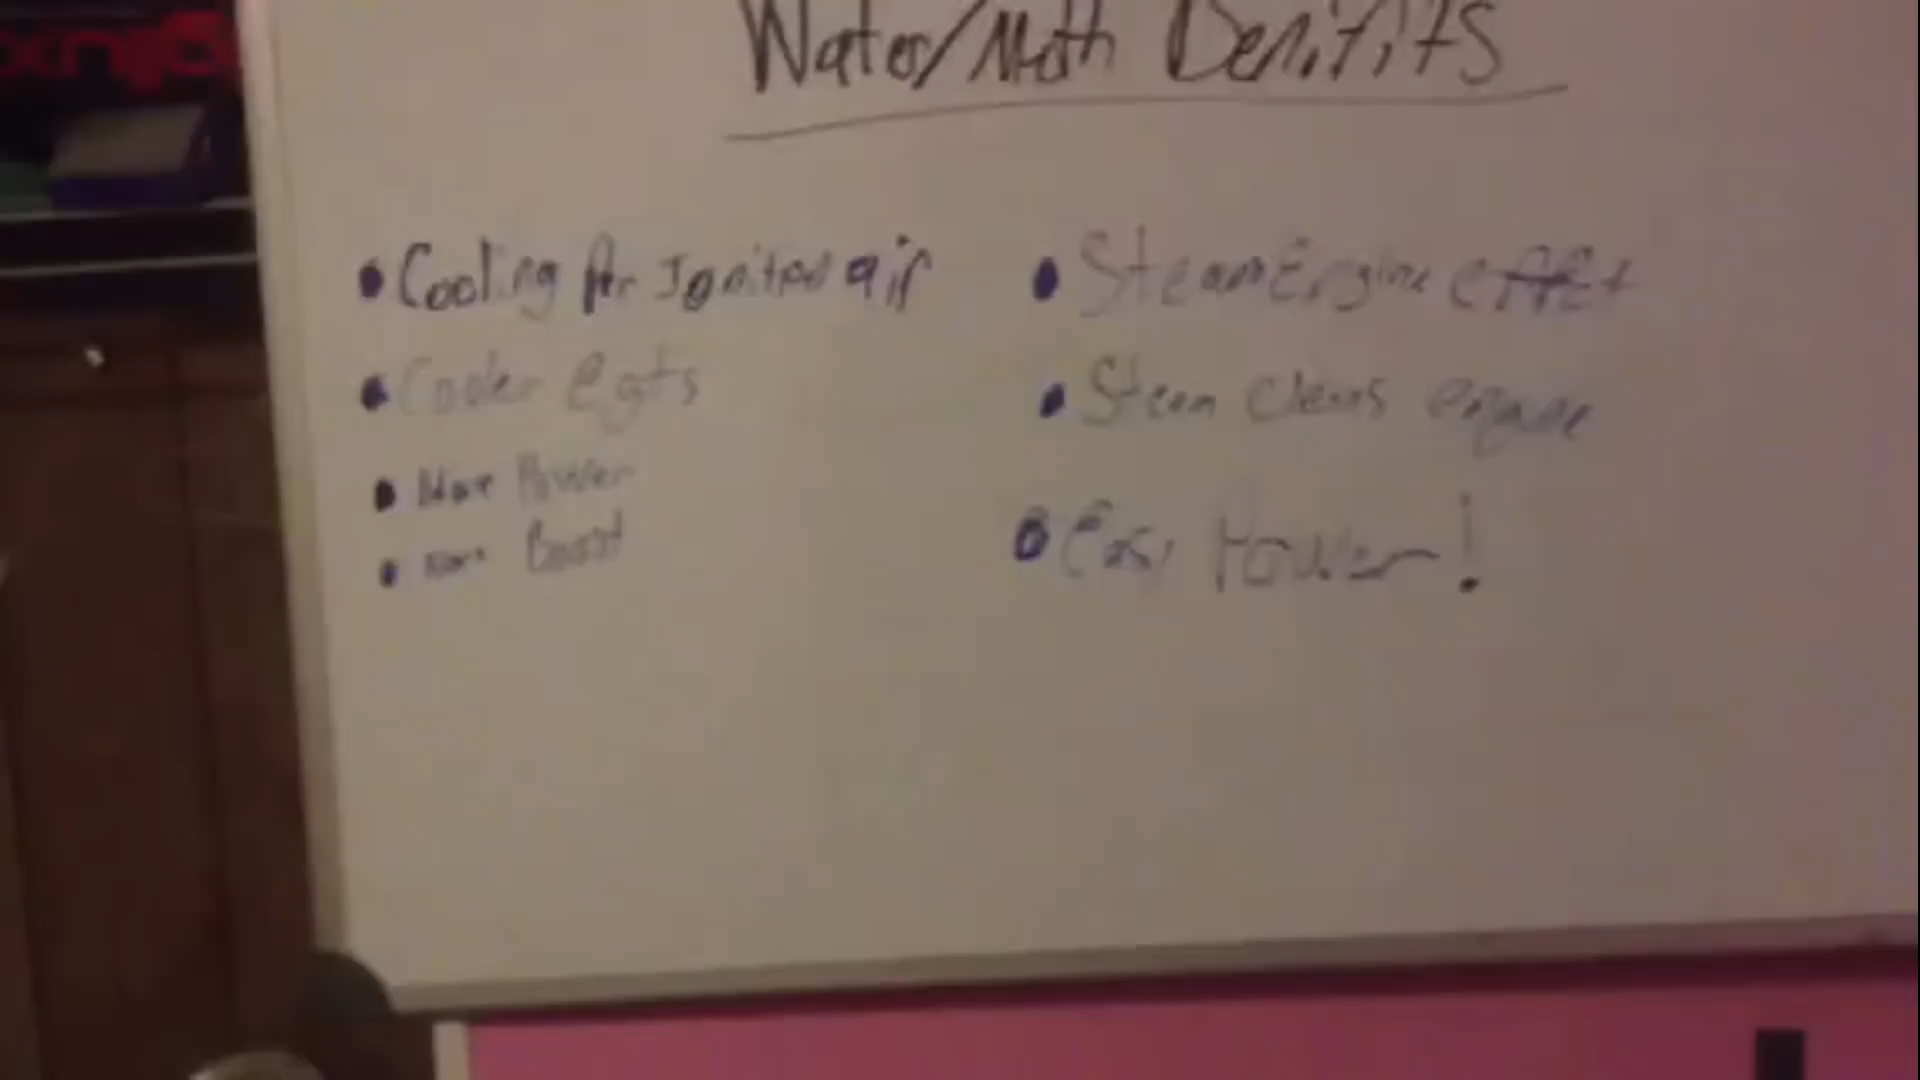 Water/Meth Benifits
• Cooling for Ignited air
• Cooler egts
• More Power
• more Boost
• Steam Engine effect
• Steam cleans engine
• Easy Power!